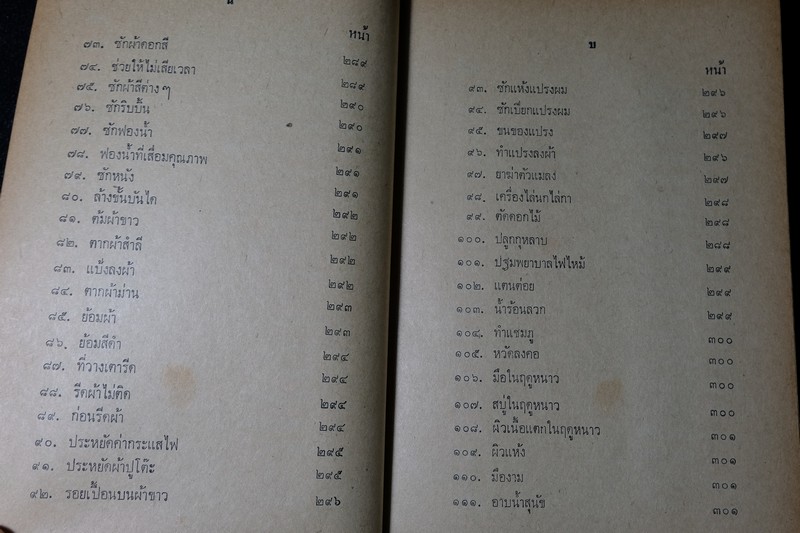 น
หน้า
๗๓. ซักผ้าดอกสี ๒๘๙
๗๔. ช่วยให้ไม่เสียเวลา ๒๘๙
๗๕. ซักผ้าสีต่าง ๆ ๒๙๐
๗๖. ซักริบบิ้น ๒๙๐
๗๗. ซักฟองน้ำ ๒๙๑
๗๘. ฟองน้ำที่เสื่อมคุณภาพ ๒๙๑
๗๙. ซักหนัง ๒๙๑
๘๐. ล้างขั้นบันได ๒๙๒
๘๑. ต้มผ้าขาว ๒๙๒
๘๒. ตากผ้าสำลี ๒๙๒
๘๓. แป้งลงผ้า ๒๙๒
๘๔. ตากผ้าม่าน ๒๙๓
๘๕. ย้อมผ้า ๒๙๓
๘๖. ย้อมสีดำ ๒๙๔
๘๗. ที่วางเตารีด ๒๙๔
๘๘. รีดผ้าไม่ติด ๒๙๔
๘๙. ก่อนรีดผ้า ๒๙๔
๙๐. ประหยัดค่ากระแสไฟ ๒๙๕
๙๑. ประหยัดผ้าปูโต๊ะ ๒๙๕
๙๒. รอยเปื้อนบนผ้าขาว ๒๙๖
บ
หน้า
๙๓. ซักแห้งแปรงผม ๒๙๖
๙๔. ซักเปียกแปรงผม ๒๙๖
๙๕. ขนของแปรง ๒๙๗
๙๖. ทำแปรงลงผ้า ๒๙๖
๙๗. ยาฆ่าตัวแมลง ๒๙๗
๙๘. เครื่องไล่นกไล่กา ๒๙๘
๙๙. ตัดดอกไม้ ๒๙๘
๑๐๐. ปลูกกุหลาบ ๒๘๘
๑๐๑. ปฐมพยาบาลไฟไหม้ ๒๙๙
๑๐๒. แตนต่อย ๒๙๙
๑๐๓. น้ำร้อนลวก ๒๙๙
๑๐๔. ทำแชมภู ๓๐๐
๑๐๕. หวัดลงคอ ๓๐๐
๑๐๖. มือในฤดูหนาว ๓๐๐
๑๐๗. สบู่ในฤดูหนาว ๓๐๐
๑๐๘. ผิวเนื้อแตกในฤดูหนาว ๓๐๑
๑๐๙. ผิวแห้ง ๓๐๑
๑๑๐. มืองาม ๓๐๑
๑๑๑. อาบน้ำสุนัข ๓๐๑